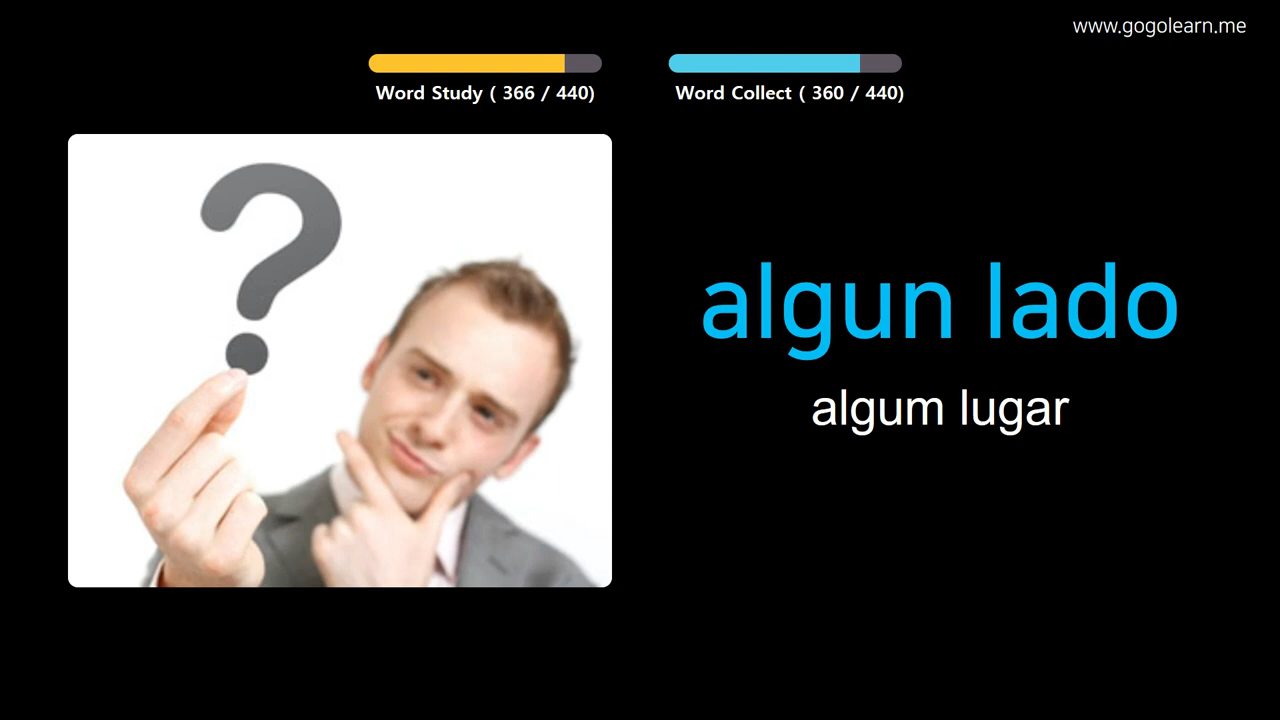 www.gogolearn.me
Word Study ( 366 / 440)
Word Collect ( 360 / 440)
?
algun lado
algum lugar